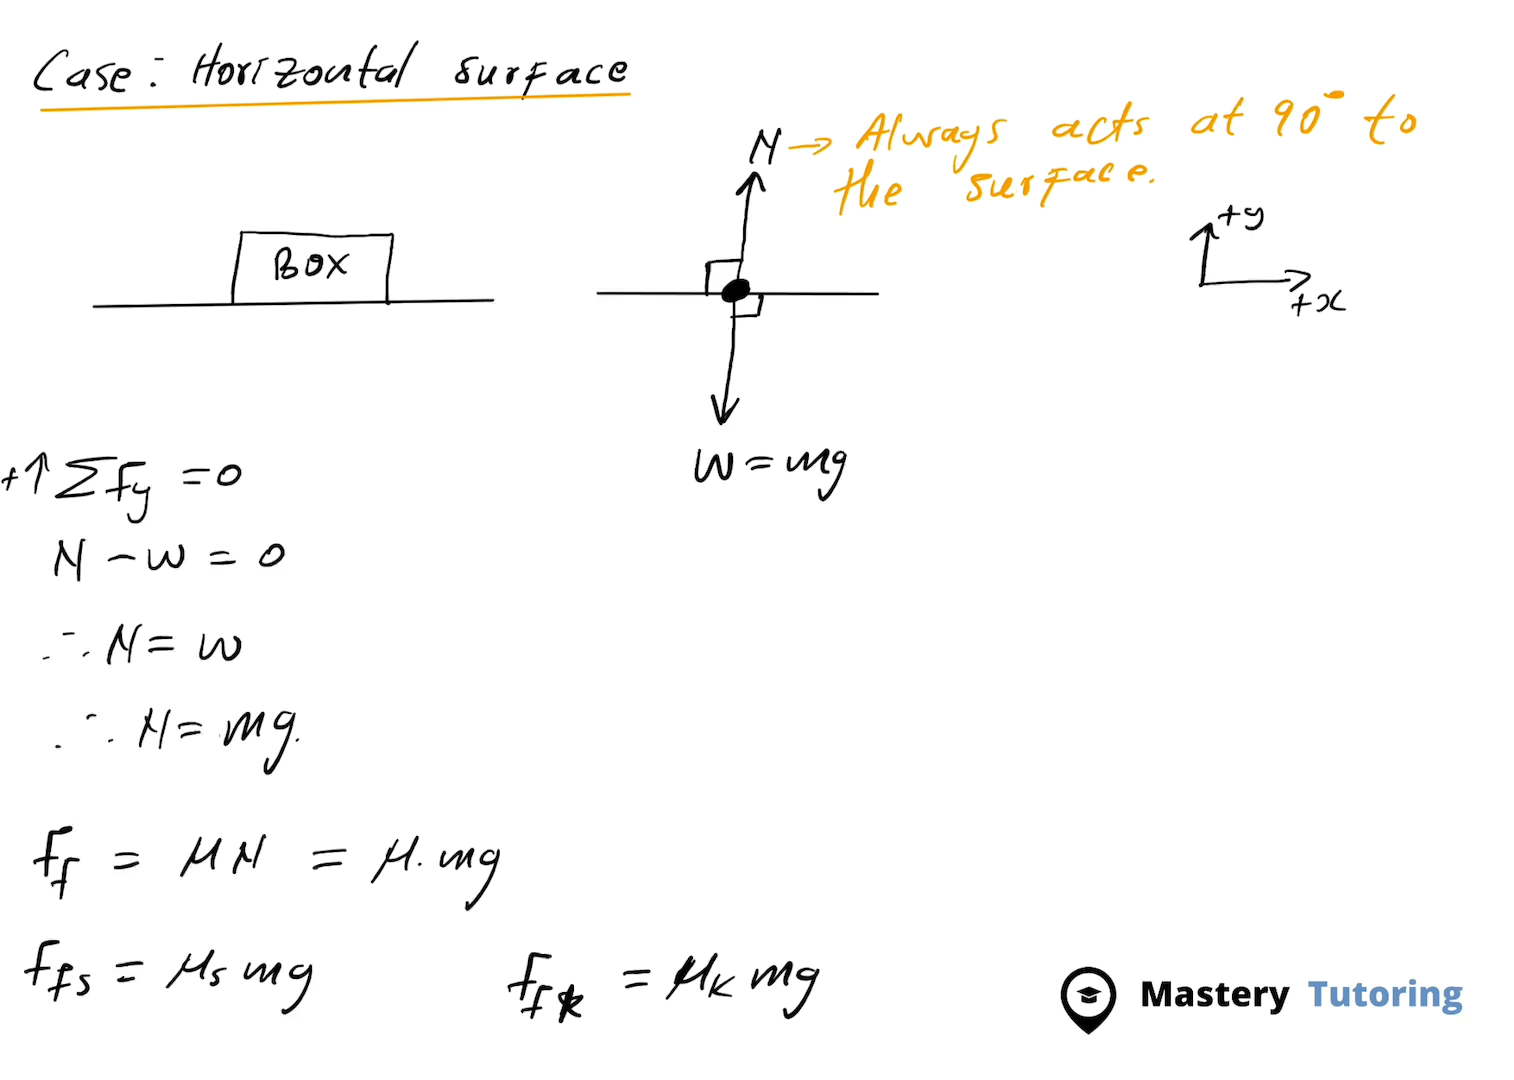 Case: Horizontal surface
N → Always acts at 90° to
the surface.
+y
+x
BOX
W = mg
+↑ ΣFy = 0
N - W = 0
∴ N = W
∴ N = mg.
Ff = μN = μ. mg
Ffs = μs mg
Ffk = μk mg
Mastery Tutoring